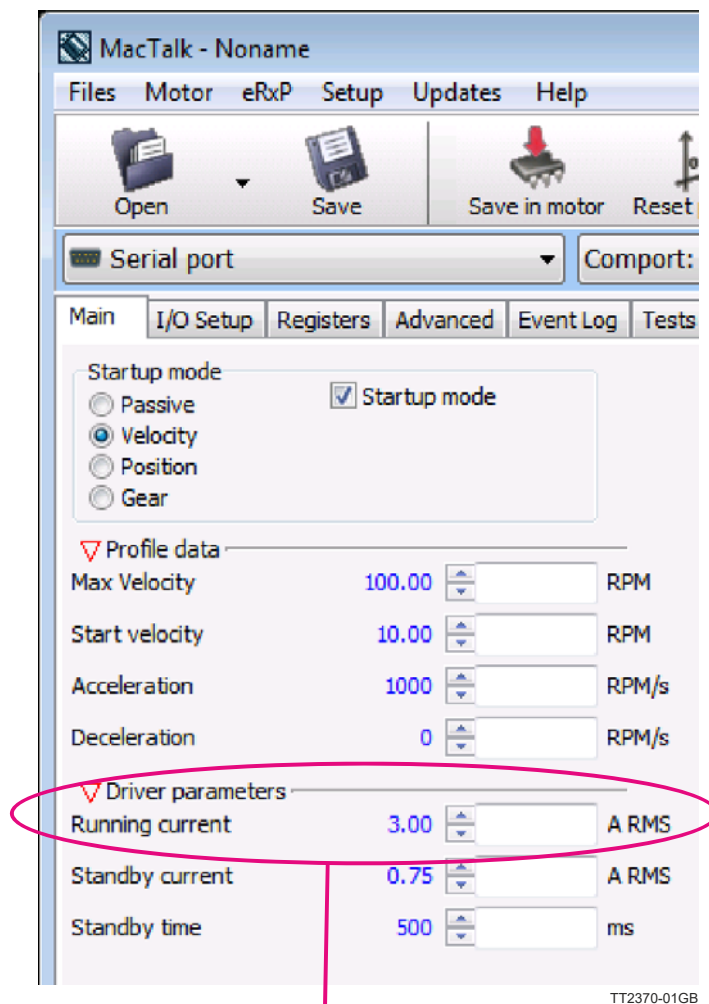 MacTalk - Noname
Files Motor eRxP Setup Updates Help
Open Save Save in motor Reset
Serial port Comport:
Main I/O Setup Registers Advanced Event Log Tests
Startup mode
Startup mode
Passive
Velocity
Position
Gear
Profile data
Max Velocity 100.00 RPM
Start velocity 10.00 RPM
Acceleration 1000 RPM/s
Deceleration 0 RPM/s
Driver parameters
Running current 3.00 A RMS
Standby current 0.75 A RMS
Standby time 500 ms
TT2370-01GB